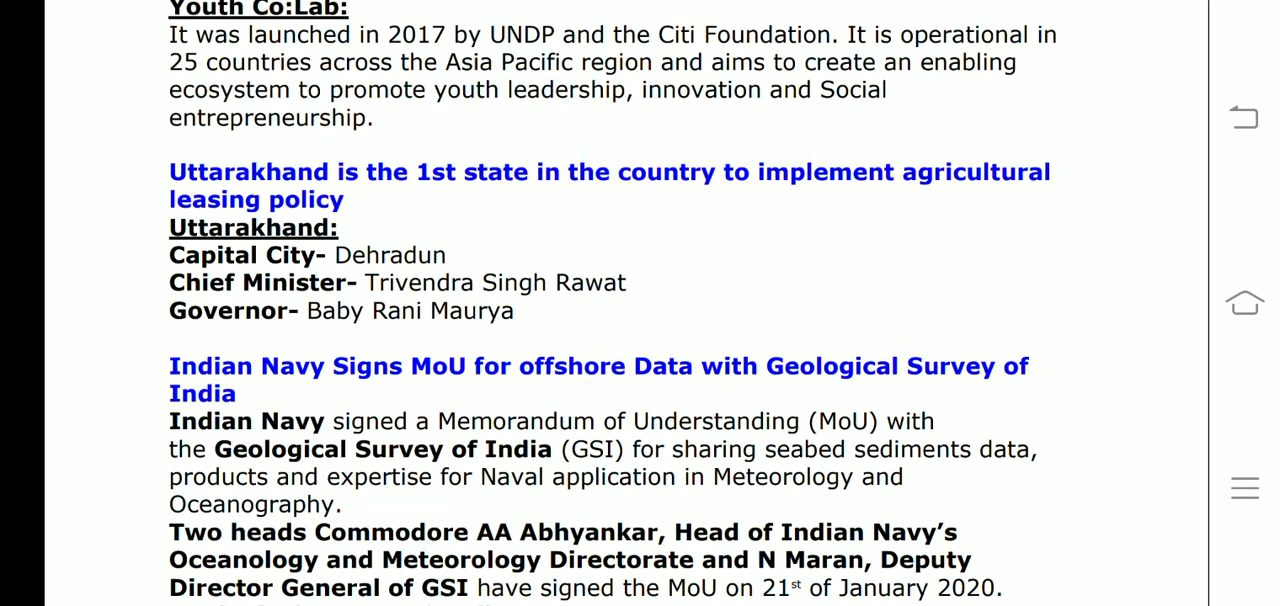 Youth Co:Lab:
It was launched in 2017 by UNDP and the Citi Foundation. It is operational in
25 countries across the Asia Pacific region and aims to create an enabling
ecosystem to promote youth leadership, innovation and Social
entrepreneurship.
Uttarakhand is the 1st state in the country to implement agricultural
leasing policy
Uttarakhand:
Capital City- Dehradun
Chief Minister- Trivendra Singh Rawat
Governor- Baby Rani Maurya
Indian Navy Signs MoU for offshore Data with Geological Survey of
India
Indian Navy signed a Memorandum of Understanding (MoU) with
the Geological Survey of India (GSI) for sharing seabed sediments data,
products and expertise for Naval application in Meteorology and
Oceanography.
Two heads Commodore AA Abhyankar, Head of Indian Navy’s
Oceanology and Meteorology Directorate and N Maran, Deputy
Director General of GSI have signed the MoU on 21st of January 2020.